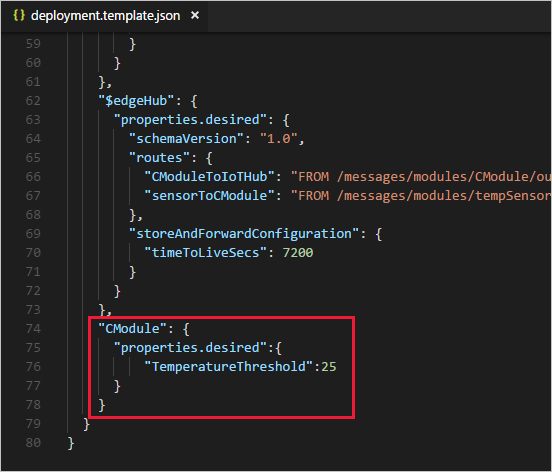 { } deployment.template.json ×
59 }
60 }
61 },
62 "$edgeHub": {
63 "properties.desired": {
64 "schemaVersion": "1.0",
65 "routes": {
66 "CModuleToIoTHub": "FROM /messages/modules/CModule/ou
67 "sensorToCModule": "FROM /messages/modules/tempSensor
68 },
69 "storeAndForwardConfiguration": {
70 "timeToLiveSecs": 7200
71 }
72 }
73 },
74 "CModule": {
75 "properties.desired":{
76 "TemperatureThreshold":25
77 }
78 }
79 }
80 }